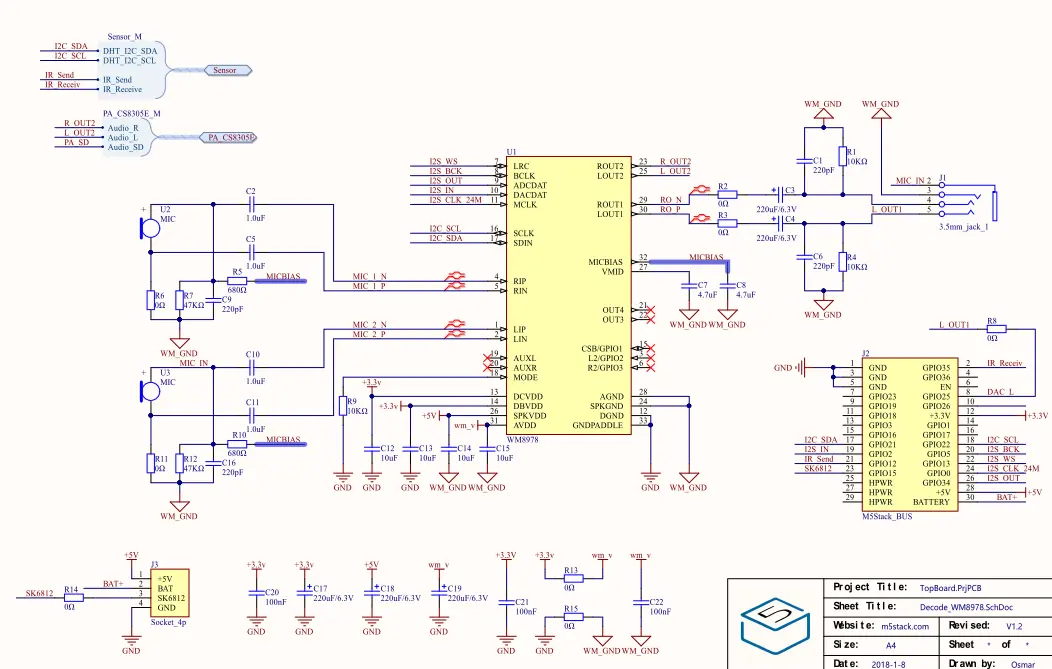 Sensor_M
I2C_SDA DHT_I2C_SDA
I2C_SCL DHT_I2C_SCL
Sensor
IR_Send IR_Send
IR_Receiv IR_Receive
PA_CS8305E_M
R_OUT2 Audio_R
L_OUT2 Audio_L
PA_SD Audio_SD
PA_CS8305E
U1
I2S_WS 7 LRC
I2S_BCK 8 BCLK
I2S_OUT 9 ADCDAT
I2S_IN 10 DACDAT
I2S_CLK_24M 11 MCLK
I2C_SCL 16 SCLK
I2C_SDA 17 SDIN
MIC_1_N 4 RIP
MIC_1_P 5 RIN
MIC_2_N 1 LIP
MIC_2_P 2 LIN
19 AUXL
20 AUXR
18 MODE
13 DCVDD
14 DBVDD
26 SPKVDD
31 AVDD
WM8978
ROUT2 23 R_OUT2
LOUT2 25 L_OUT2
ROUT1 29 RO_N
LOUT1 30 RO_P
MICBIAS 32 MICBIAS
VMID 27
OUT4 21
OUT3 22
CSB/GPIO1 15
L2/GPIO2 3
R2/GPIO3 6
AGND 28
SPKGND 24
DGND 12
GNDPADDLE 33
C2
1.0uF
+ U2
MIC
C5
1.0uF
R5
680Ω
MICBIAS
R6
0Ω
R7
47KΩ
C9
220pF
WM_GND
MIC_IN
C10
1.0uF
+ U3
MIC
C11
1.0uF
R10
680Ω
MICBIAS
R11
0Ω
R12
47KΩ
C16
220pF
WM_GND
R9
10KΩ
+3.3v
+3.3v
+5V
wm_v
C12
10uF
C13
10uF
C14
10uF
C15
10uF
GND GND GND WM_GND WM_GND
GND WM_GND
C7
4.7uF
C8
4.7uF
WM_GND WM_GND
WM_GND WM_GND
C1
220pF
R1
10KΩ
R2
0Ω
+ C3
220uF/6.3V
R3
0Ω
+ C4
220uF/6.3V
C6
220pF
R4
10KΩ
WM_GND
MIC_IN 2 J1
3
4
L_OUT1 5
3.5mm_jack_1
L_OUT1 R8
0Ω
J2
GND 1 GND GPIO35 2 IR_Receiv
3 GND GPIO36 4
5 GND EN 6
7 GPIO23 GPIO25 8 DAC_L
9 GPIO19 GPIO26 10
11 GPIO18 +3.3V 12 +3.3V
13 GPIO3 GPIO1 14
15 GPIO16 GPIO17 16
I2C_SDA 17 GPIO21 GPIO22 18 I2C_SCL
I2S_IN 19 GPIO2 GPIO5 20 I2S_BCK
IR_Send 21 GPIO12 GPIO13 22 I2S_WS
SK6812 23 GPIO15 GPIO0 24 I2S_CLK_24M
25 HPWR GPIO34 26 I2S_OUT
27 HPWR +5V 28 +5V
29 HPWR BATTERY 30 BAT+
M5Stack_BUS
+5V J3
1 +5V
BAT+ 2 BAT
SK6812 R14 3 SK6812
0Ω 4 GND
Socket_4p
GND
+3.3v +3.3v +5V wm_v
C20
100nF
+ C17
220uF/6.3V
+ C18
220uF/6.3V
+ C19
220uF/6.3V
GND GND GND GND
+3.3V +3.3v wm_v wm_v
R13
0Ω
C21
100nF
R15
0Ω
C22
100nF
GND GND WM_GND WM_GND
5
Project Title: TopBoard.PrjPCB
Sheet Title: Decode_WM8978.SchDoc
Website: m5stack.com Revised: V1.2
Size: A4 Sheet * of *
Date: 2018-1-8 Drawn by: Osmar